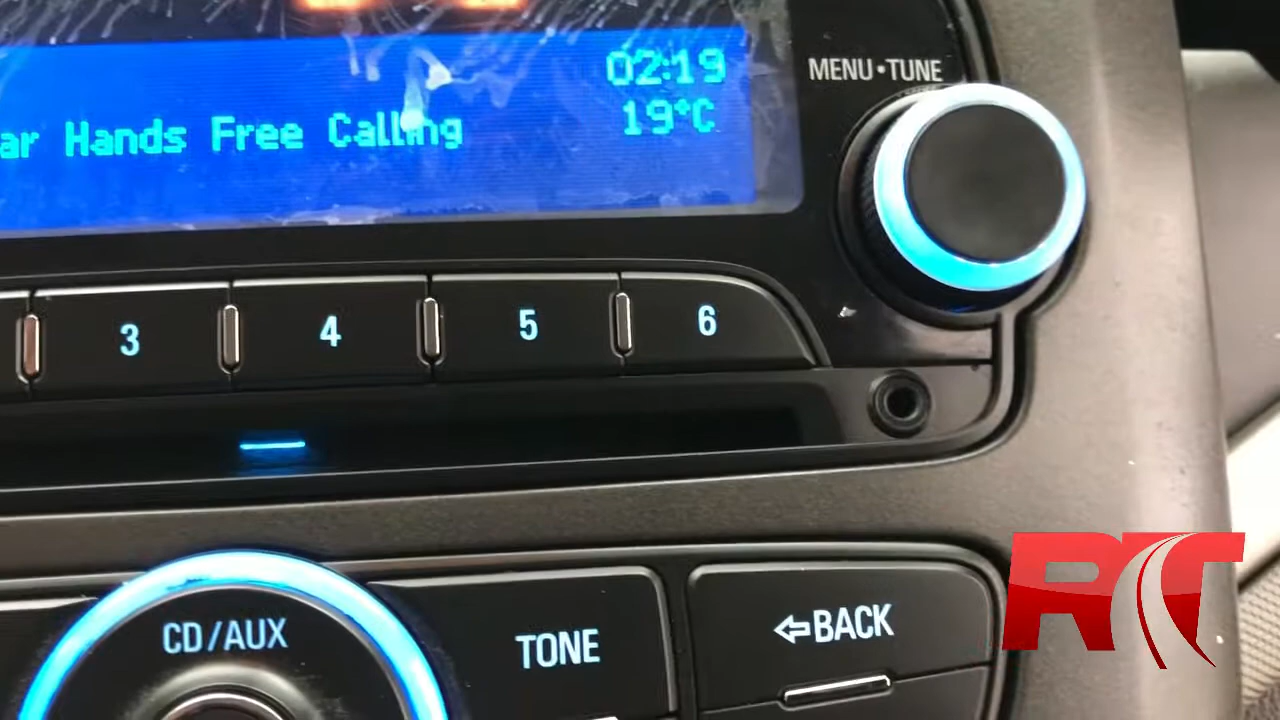 02:19
MENU•TUNE
ar Hands Free Calling
19°C
3 4 5 6
CD/AUX
TONE
⇦BACK
RT